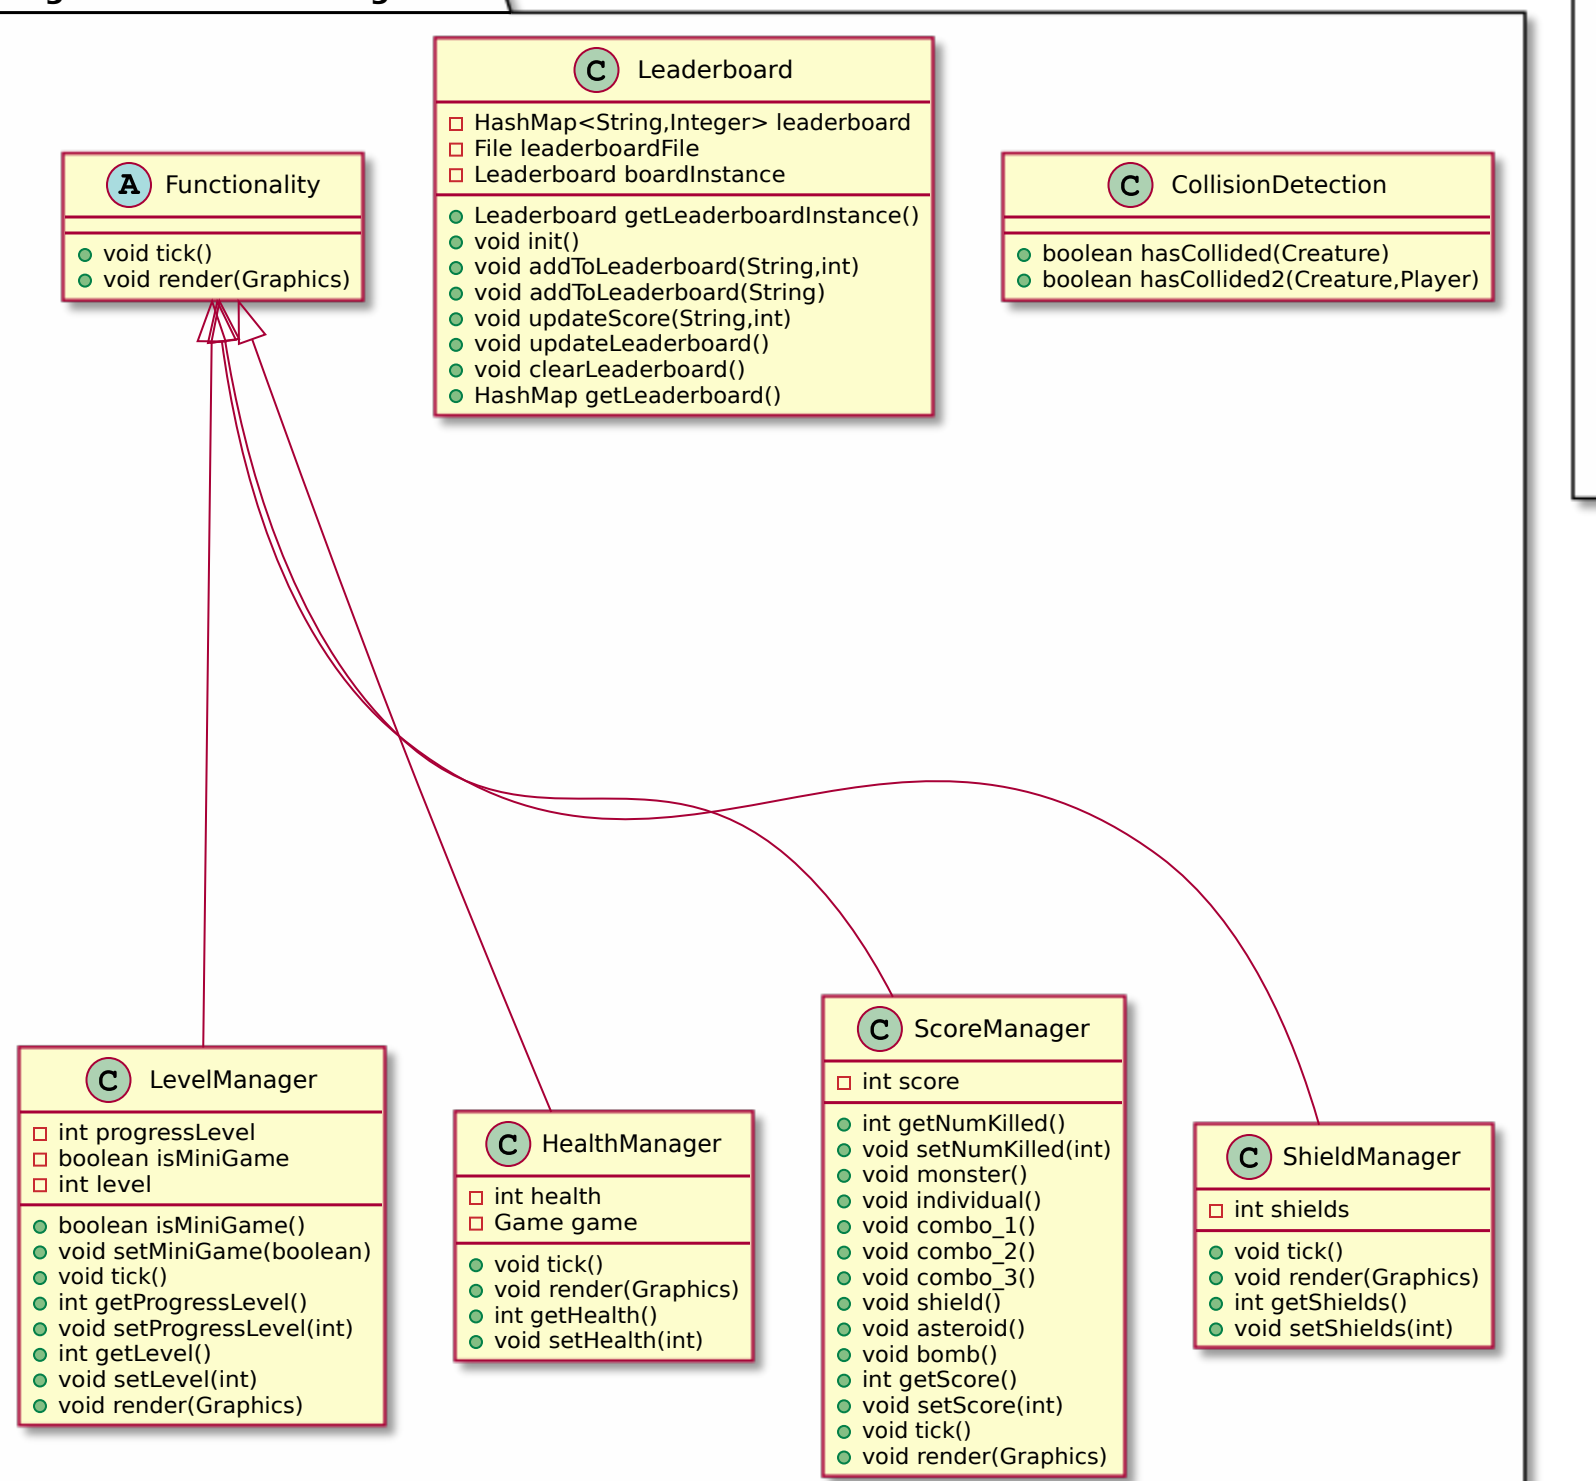 C Leaderboard
HashMap<String,Integer> leaderboard
File leaderboardFile
Leaderboard boardInstance
Leaderboard getLeaderboardInstance()
void init()
void addToLeaderboard(String,int)
void addToLeaderboard(String)
void updateScore(String,int)
void updateLeaderboard()
void clearLeaderboard()
HashMap getLeaderboard()
A Functionality
void tick()
void render(Graphics)
C CollisionDetection
boolean hasCollided(Creature)
boolean hasCollided2(Creature,Player)
C LevelManager
int progressLevel
boolean isMiniGame
int level
boolean isMiniGame()
void setMiniGame(boolean)
void tick()
int getProgressLevel()
void setProgressLevel(int)
int getLevel()
void setLevel(int)
void render(Graphics)
C HealthManager
int health
Game game
void tick()
void render(Graphics)
int getHealth()
void setHealth(int)
C ScoreManager
int score
int getNumKilled()
void setNumKilled(int)
void monster()
void individual()
void combo_1()
void combo_2()
void combo_3()
void shield()
void asteroid()
void bomb()
int getScore()
void setScore(int)
void tick()
void render(Graphics)
C ShieldManager
int shields
void tick()
void render(Graphics)
int getShields()
void setShields(int)